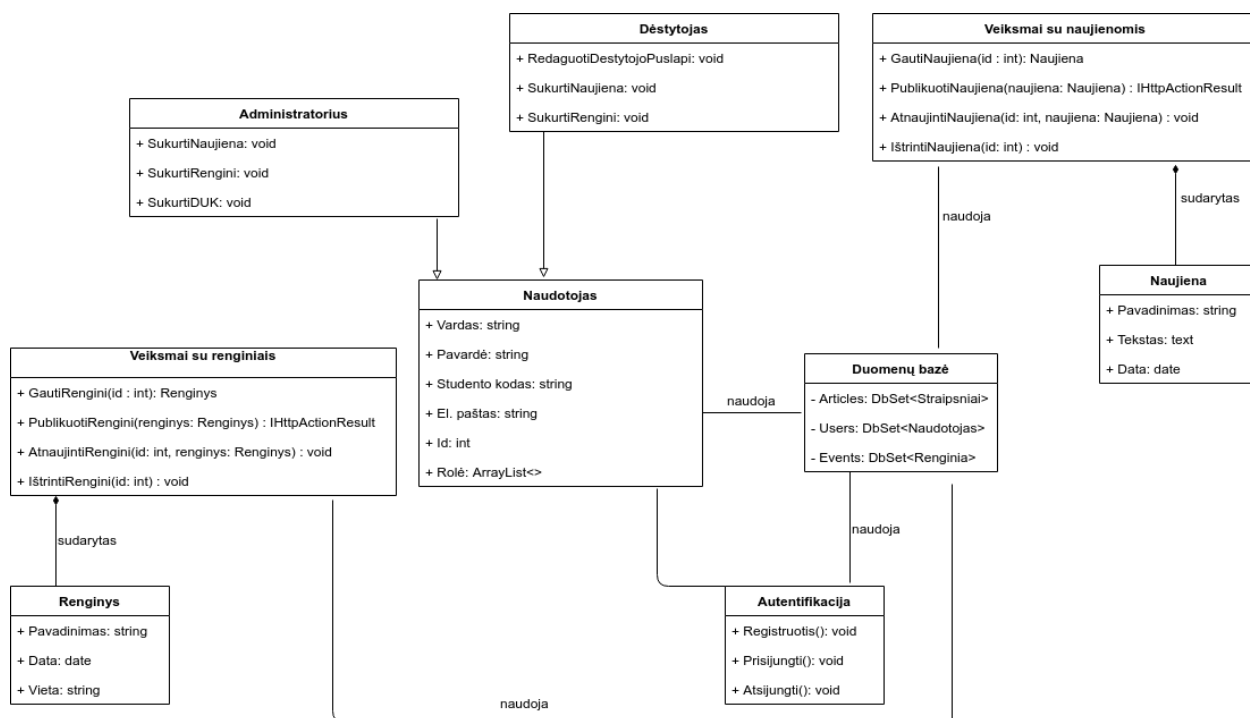 Dėstytojas
+ RedaguotiDestytojoPuslapi: void
+ SukurtiNaujiena: void
+ SukurtiRengini: void
Veiksmai su naujienomis
+ GautiNaujiena(id : int): Naujiena
+ PublikuotiNaujiena(naujiena: Naujiena) : IHttpActionResult
+ AtnaujintiNaujiena(id: int, naujiena: Naujiena) : void
+ IštrintiNaujiena(id: int) : void
Administratorius
+ SukurtiNaujiena: void
+ SukurtiRengini: void
+ SukurtiDUK: void
sudarytas
naudoja
Naudotojas
+ Vardas: string
+ Pavardė: string
+ Studento kodas: string
+ El. paštas: string
+ Id: int
+ Rolė: ArrayList<>
Naujiena
+ Pavadinimas: string
+ Tekstas: text
+ Data: date
Veiksmai su renginiais
+ GautiRengini(id : int): Renginys
+ PublikuotiRengini(renginys: Renginys) : IHttpActionResult
+ AtnaujintiRengini(id: int, renginys: Renginys) : void
+ IštrintiRengini(id: int) : void
naudoja
Duomenų bazė
- Articles: DbSet<Straipsniai>
- Users: DbSet<Naudotojas>
- Events: DbSet<Renginia>
naudoja
sudarytas
Renginys
+ Pavadinimas: string
+ Data: date
+ Vieta: string
Autentifikacija
+ Registruotis(): void
+ Prisijungti(): void
+ Atsijungti(): void
naudoja